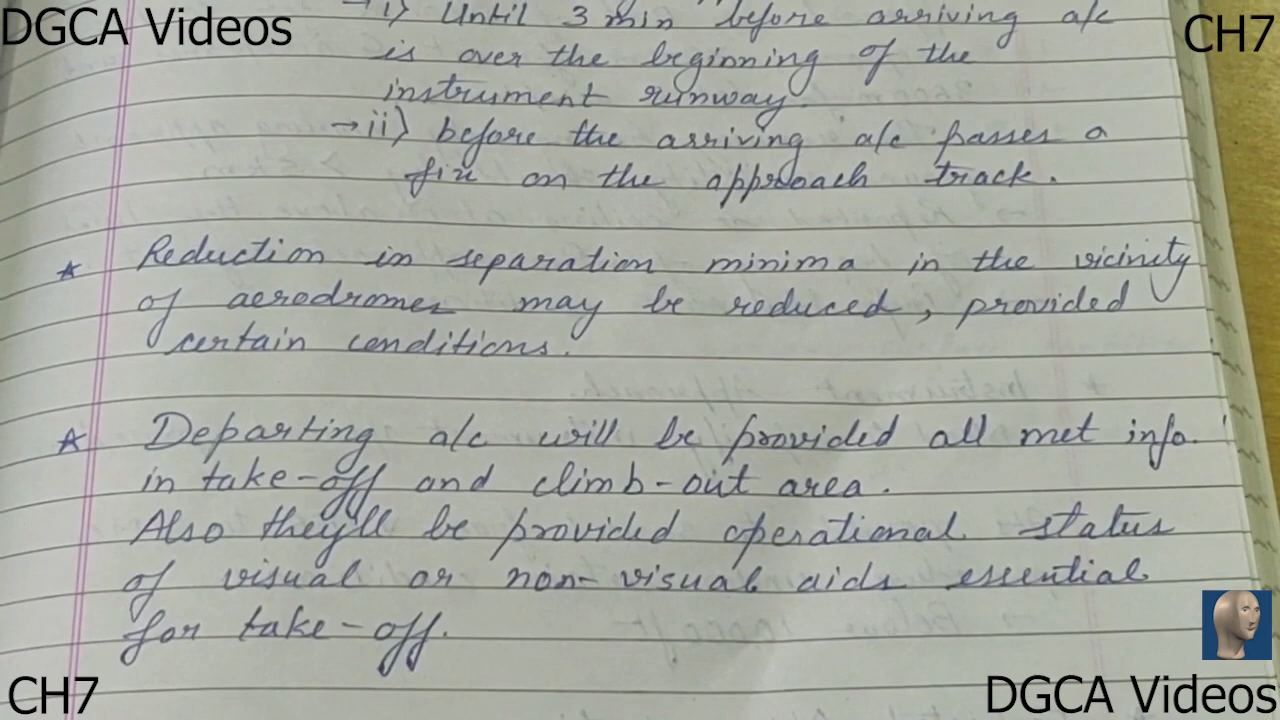 DGCA Videos
CH7
→i) Until 3 min before arriving a/c
is over the beginning of the
instrument runway.
→ii) before the arriving a/c passes a
fix on the approach track.
* Reduction in separation minima in the vicinity
of aerodromes may be reduced, provided
certain conditions.
* Departing a/c will be provided all met info.
in take-off and climb-out area.
Also they'll be provided operational status
of visual or non-visual aids essential
for take-off.
CH7
DGCA Videos